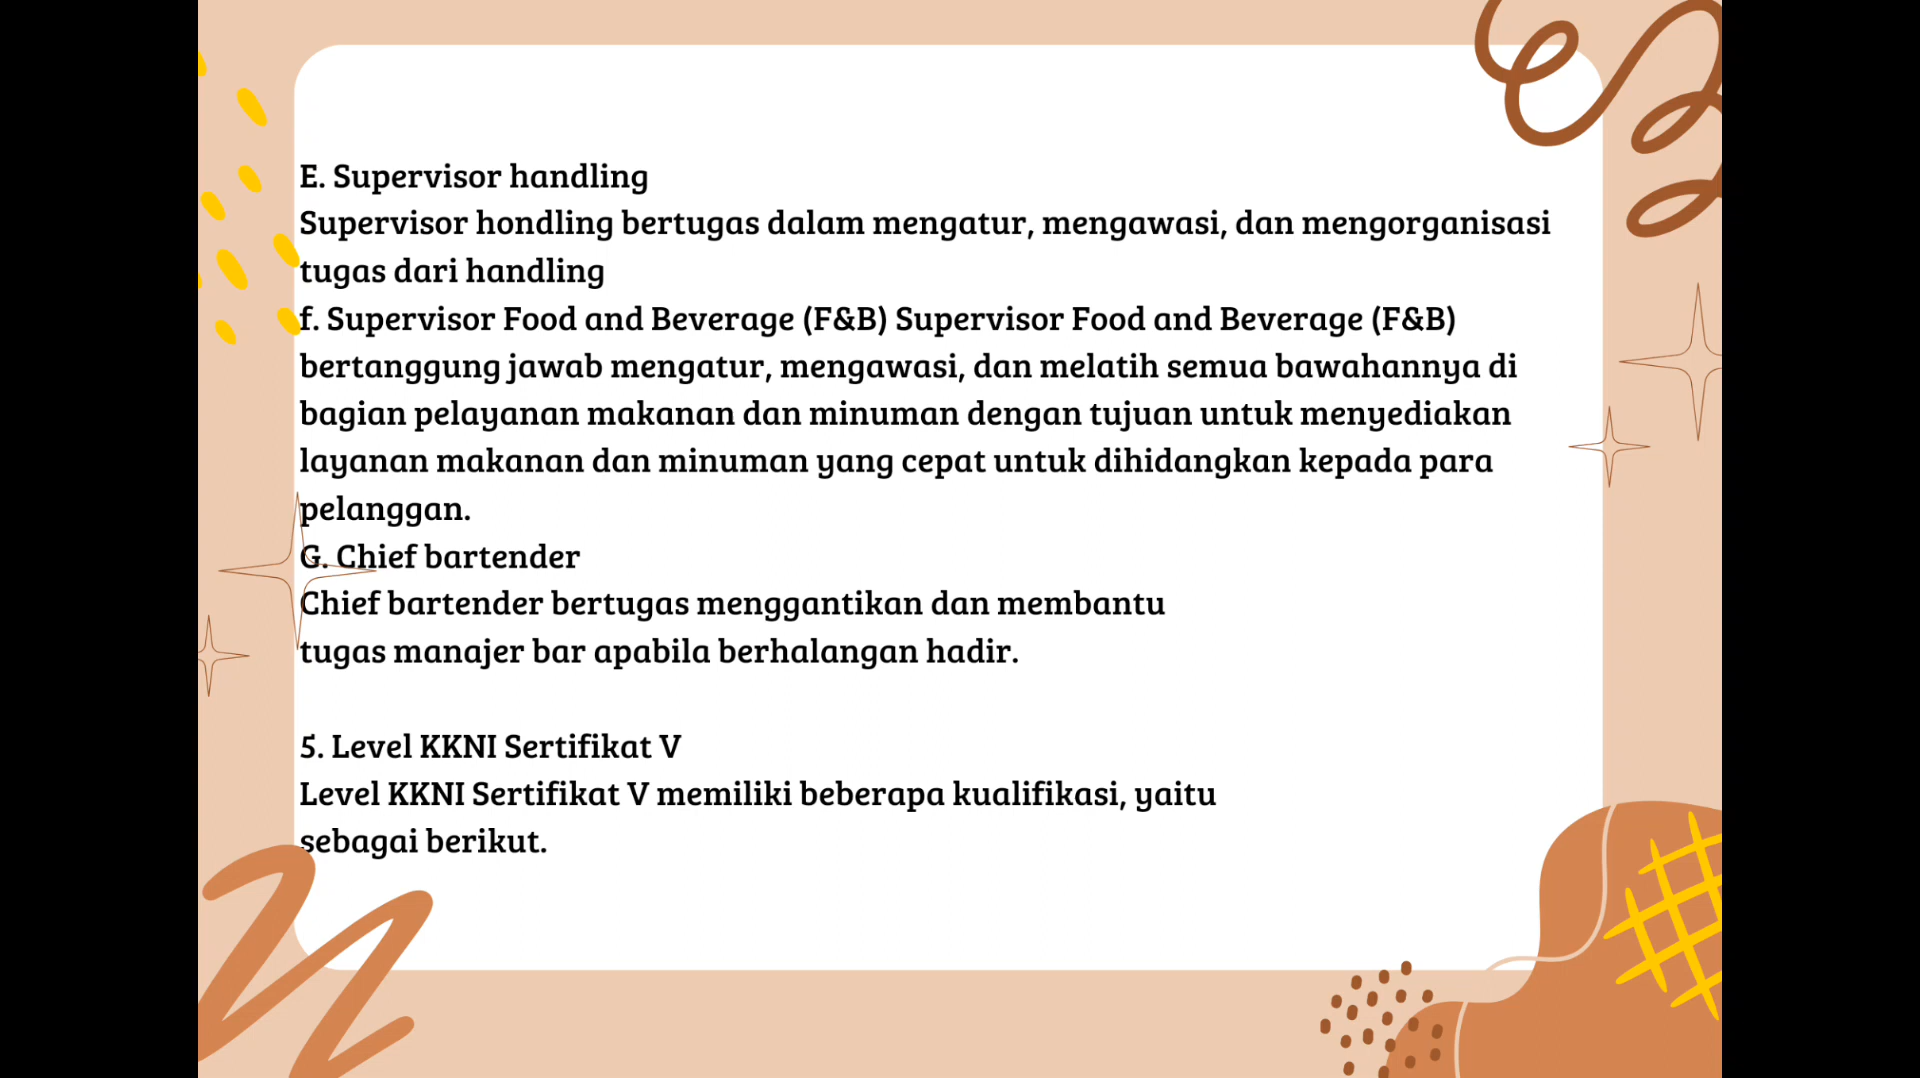 E. Supervisor handling
Supervisor hondling bertugas dalam mengatur, mengawasi, dan mengorganisasi
tugas dari handling
f. Supervisor Food and Beverage (F&B) Supervisor Food and Beverage (F&B)
bertanggung jawab mengatur, mengawasi, dan melatih semua bawahannya di
bagian pelayanan makanan dan minuman dengan tujuan untuk menyediakan
layanan makanan dan minuman yang cepat untuk dihidangkan kepada para
pelanggan.
G. Chief bartender
Chief bartender bertugas menggantikan dan membantu
tugas manajer bar apabila berhalangan hadir.
5. Level KKNI Sertifikat V
Level KKNI Sertifikat V memiliki beberapa kualifikasi, yaitu
sebagai berikut.